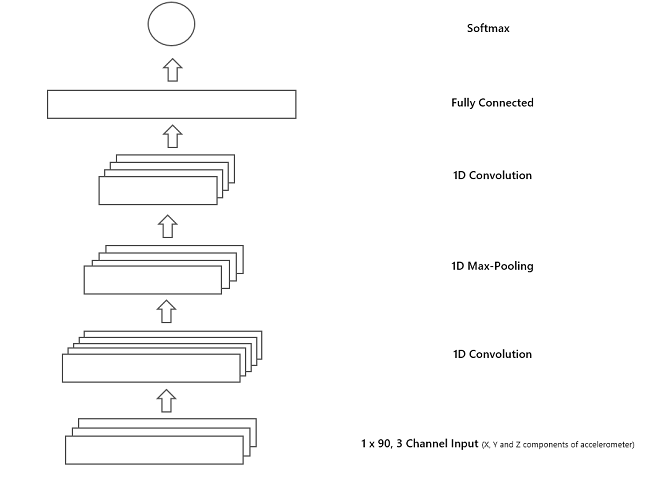 Softmax
Fully Connected
1D Convolution
1D Max-Pooling
1D Convolution
1 x 90, 3 Channel Input (X, Y and Z components of accelerometer)